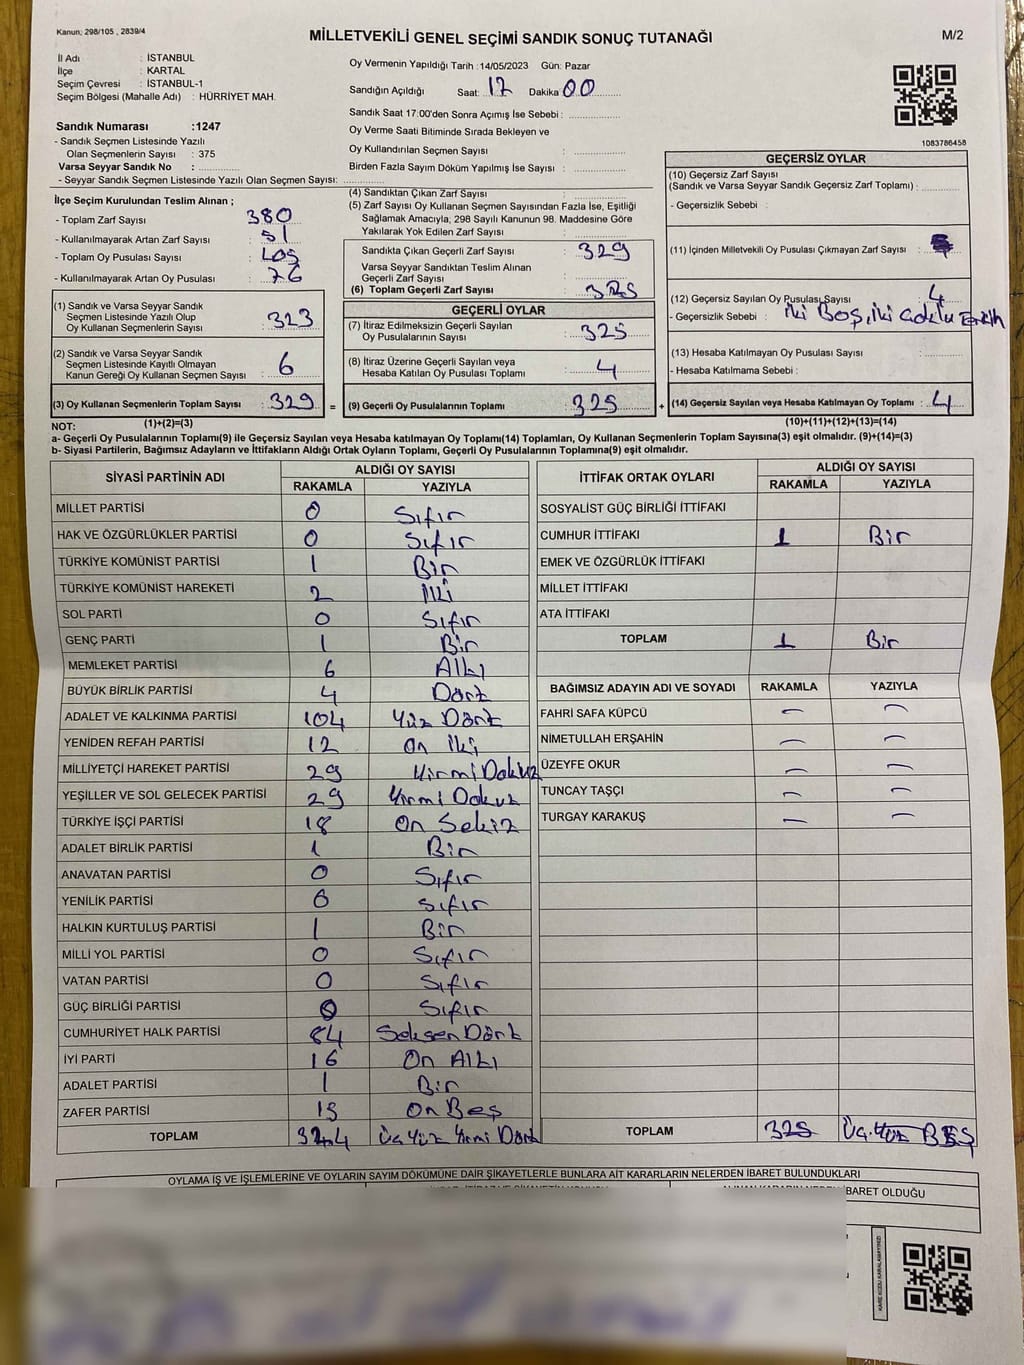 Kanun; 298/105 , 2839/4
MİLLETVEKİLİ GENEL SEÇİMİ SANDIK SONUÇ TUTANAĞI
M/2
İl Adı : İSTANBUL
İlçe : KARTAL
Seçim Çevresi : İSTANBUL-1
Seçim Bölgesi (Mahalle Adı) : HÜRRİYET MAH.
Sandık Numarası :1247
- Sandık Seçmen Listesinde Yazılı
Olan Seçmenlerin Sayısı : 375
Varsa Seyyar Sandık No :
- Seyyar Sandık Seçmen Listesinde Yazılı Olan Seçmen Sayısı:
Oy Vermenin Yapıldığı Tarih :14/05/2023 Gün: Pazar
Sandığın Açıldığı Saat: 17 Dakika 00
Sandık Saat 17:00'den Sonra Açımış İse Sebebi :
Oy Verme Saati Bitiminde Sırada Bekleyen ve
Oy Kullandırılan Seçmen Sayısı :
Birden Fazla Sayım Döküm Yapılmış İse Sayısı :
1083786458
İlçe Seçim Kurulundan Teslim Alınan ;
- Toplam Zarf Sayısı 380
- Kullanılmayarak Artan Zarf Sayısı : 51
- Toplam Oy Pusulası Sayısı : 405
- Kullanılmayarak Artan Oy Pusulası : 76
(1) Sandık ve Varsa Seyyar Sandık
Seçmen Listesinde Yazılı Olup
Oy Kullanan Seçmenlerin Sayısı : 323
(2) Sandık ve Varsa Seyyar Sandık
Seçmen Listesinde Kayıtlı Olmayan
Kanun Gereği Oy Kullanan Seçmen Sayısı : 6
(3) Oy Kullanan Seçmenlerin Toplam Sayısı : 329 =
(1)+(2)=(3)
(4) Sandıktan Çıkan Zarf Sayısı :
(5) Zarf Sayısı Oy Kullanan Seçmen Sayısından Fazla İse, Eşitliği
Sağlamak Amacıyla; 298 Sayılı Kanunun 98. Maddesine Göre
Yakılarak Yok Edilen Zarf Sayısı :
Sandıkta Çıkan Geçerli Zarf Sayısı : 329
Varsa Seyyar Sandıktan Teslim Alınan
Geçerli Zarf Sayısı :
(6) Toplam Geçerli Zarf Sayısı : 325
GEÇERLİ OYLAR
(7) İtiraz Edilmeksizin Geçerli Sayılan
Oy Pusulalarının Sayısı : 325
(8) İtiraz Üzerine Geçerli Sayılan veya
Hesaba Katılan Oy Pusulası Toplamı : 4
(9) Geçerli Oy Pusulalarının Toplamı : 325 +
GEÇERSİZ OYLAR
(10) Geçersiz Zarf Sayısı
(Sandık ve Varsa Seyyar Sandık Geçersiz Zarf Toplamı) :
- Geçersizlik Sebebi :
(11) İçinden Milletvekili Oy Pusulası Çıkmayan Zarf Sayısı :
(12) Geçersiz Sayılan Oy Pusulası Sayısı : 4
- Geçersizlik Sebebi : iki Boş, iki
(13) Hesaba Katılmayan Oy Pusulası Sayısı :
- Hesaba Katılmama Sebebi :
(14) Geçersiz Sayılan veya Hesaba Katılmayan Oy Toplamı : 4
(10)+(11)+(12)+(13)=(14)
NOT:
a- Geçerli Oy Pusulalarının Toplamı(9) ile Geçersiz Sayılan veya Hesaba katılmayan Oy Toplamı(14) Toplamları, Oy Kullanan Seçmenlerin Toplam Sayısına(3) eşit olmalıdır. (9)+(14)=(3)
b- Siyasi Partilerin, Bağımsız Adayların ve İttifakların Aldığı Ortak Oyların Toplamı, Geçerli Oy Pusulalarının Toplamına(9) eşit olmalıdır.
SİYASİ PARTİNİN ADI ALDIĞI OY SAYISI
RAKAMLA YAZIYLA
MİLLET PARTİSİ 0 Sıfır
HAK VE ÖZGÜRLÜKLER PARTİSİ 0 Sıfır
TÜRKİYE KOMÜNİST PARTİSİ 1 Bir
TÜRKİYE KOMÜNİST HAREKETİ 2 İki
SOL PARTİ 0 Sıfır
GENÇ PARTİ 1 Bir
MEMLEKET PARTİSİ 6 Altı
BÜYÜK BİRLİK PARTİSİ 4 Dört
ADALET VE KALKINMA PARTİSİ 104 Yüz Dört
YENİDEN REFAH PARTİSİ 12 On İki
MİLLİYETÇİ HAREKET PARTİSİ 29 Yirmi Dokuz
YEŞİLLER VE SOL GELECEK PARTİSİ 29 Yirmi Dokuz
TÜRKİYE İŞÇİ PARTİSİ 18 On Sekiz
ADALET BİRLİK PARTİSİ 1 Bir
ANAVATAN PARTİSİ 0 Sıfır
YENİLİK PARTİSİ 0 Sıfır
HALKIN KURTULUŞ PARTİSİ 1 Bir
MİLLİ YOL PARTİSİ 0 Sıfır
VATAN PARTİSİ 0 Sıfır
GÜÇ BİRLİĞİ PARTİSİ 0 Sıfır
CUMHURİYET HALK PARTİSİ 84 Seksen Dört
İYİ PARTİ 16 On Altı
ADALET PARTİSİ 1 Bir
ZAFER PARTİSİ 15 On Beş
TOPLAM 324 Üç Yüz Yirmi Dört
İTTİFAK ORTAK OYLARI ALDIĞI OY SAYISI
RAKAMLA YAZIYLA
SOSYALİST GÜÇ BİRLİĞİ İTTİFAKI
CUMHUR İTTİFAKI 1 Bir
EMEK VE ÖZGÜRLÜK İTTİFAKI
MİLLET İTTİFAKI
ATA İTTİFAKI
TOPLAM 1 Bir
BAĞIMSIZ ADAYIN ADI VE SOYADI RAKAMLA YAZIYLA
FAHRİ SAFA KÜPCÜ — —
NİMETULLAH ERŞAHİN — —
ÜZEYFE OKUR — —
TUNCAY TAŞÇI — —
TURGAY KARAKUŞ — —
TOPLAM 325 Üç Yüz BEŞ
OYLAMA İŞ VE İŞLEMLERİNE VE OYLARIN SAYIM DÖKÜMÜNE DAİR ŞİKAYETLERLE BUNLARA AİT KARARLARIN NELERDEN İBARET BULUNDUKLARI
İBARET OLDUĞU
KARE KODU KARALAMAYINIZ!